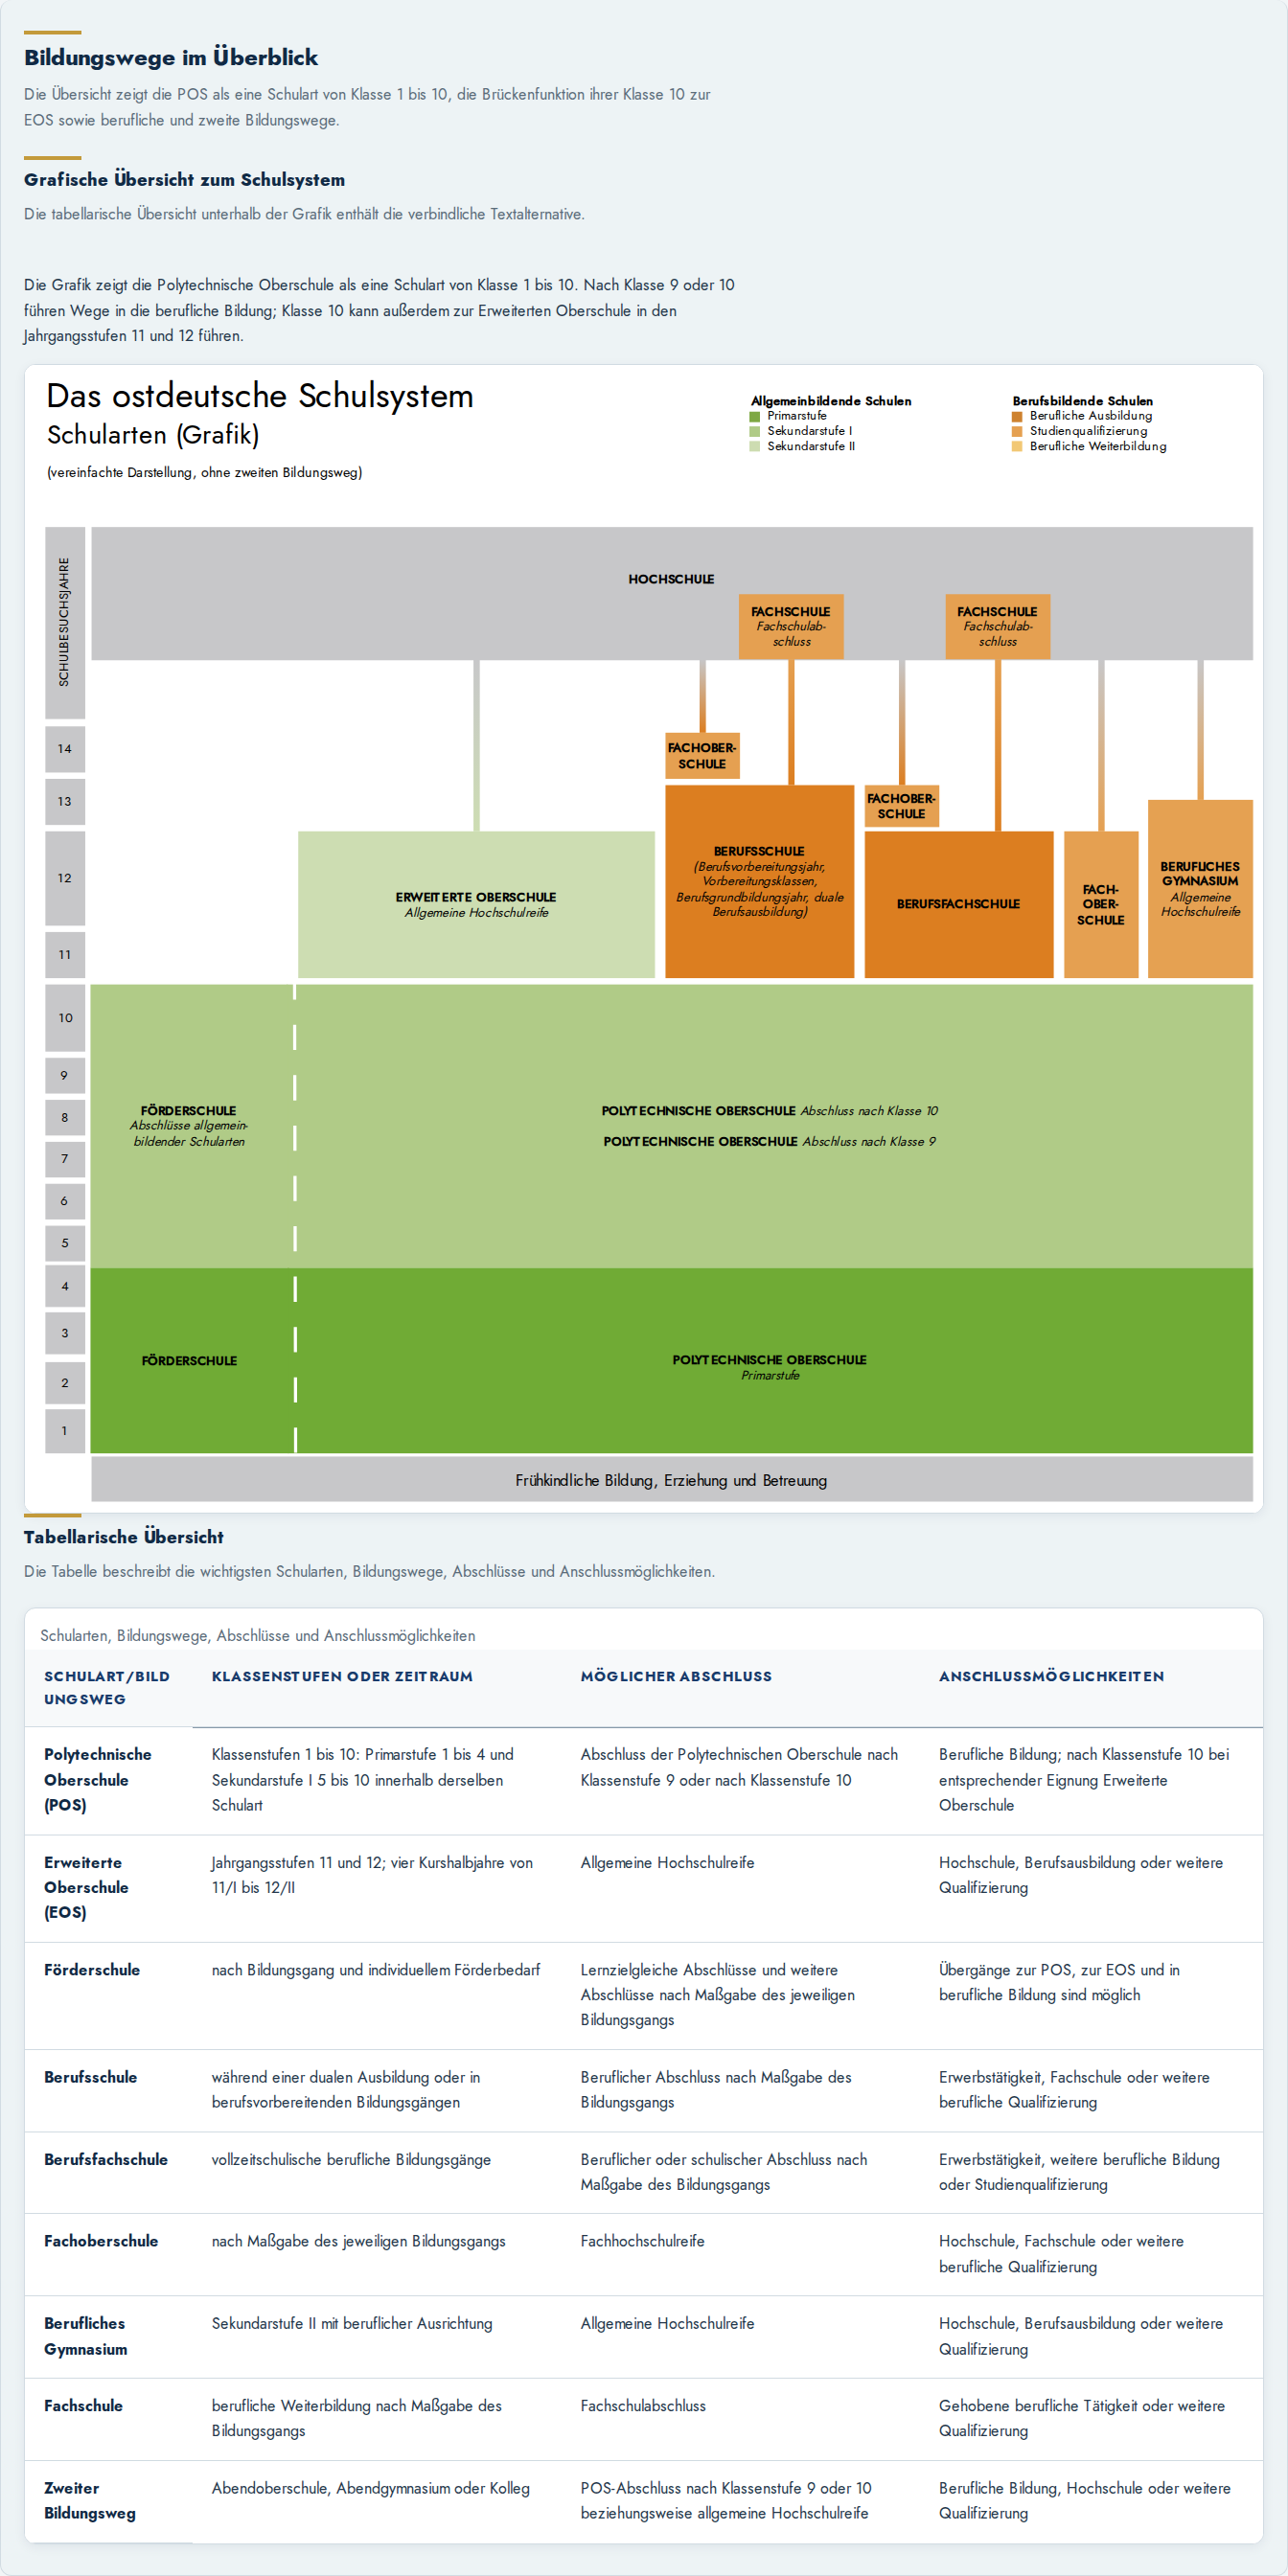 Bildungswege im Überblick
Die Übersicht zeigt die POS als eine Schulart von Klasse 1 bis 10, die Brückenfunktion ihrer Klasse 10 zur
EOS sowie berufliche und zweite Bildungswege.
Grafische Übersicht zum Schulsystem
Die tabellarische Übersicht unterhalb der Grafik enthält die verbindliche Textalternative.
Die Grafik zeigt die Polytechnische Oberschule als eine Schulart von Klasse 1 bis 10. Nach Klasse 9 oder 10
führen Wege in die berufliche Bildung; Klasse 10 kann außerdem zur Erweiterten Oberschule in den
Jahrgangsstufen 11 und 12 führen.
Das ostdeutsche Schulsystem
Schularten (Grafik)
(vereinfachte Darstellung, ohne zweiten Bildungsweg)
Allgemeinbildende Schulen
Primarstufe
Sekundarstufe I
Sekundarstufe II
Berufsbildende Schulen
Berufliche Ausbildung
Studienqualifizierung
Berufliche Weiterbildung
SCHULBESUCHSJAHRE
HOCHSCHULE
FACHSCHULE
Fachschulab-
schluss
FACHSCHULE
Fachschulab-
schluss
14
FACHOBER-
SCHULE
13
FACHOBER-
SCHULE
12
ERWEITERTE OBERSCHULE
Allgemeine Hochschulreife
BERUFSSCHULE
(Berufsvorbereitungsjahr,
Vorbereitungsklassen,
Berufsgrundbildungsjahr, duale
Berufsausbildung)
BERUFSFACHSCHULE
FACH-
OBER-
SCHULE
BERUFLICHES
GYMNASIUM
Allgemeine
Hochschulreife
11
10
9
8
7
6
5
FÖRDERSCHULE
Abschlüsse allgemein-
bildender Schularten
POLYTECHNISCHE OBERSCHULE Abschluss nach Klasse 10
POLYTECHNISCHE OBERSCHULE Abschluss nach Klasse 9
4
3
2
1
FÖRDERSCHULE
POLYTECHNISCHE OBERSCHULE
Primarstufe
Frühkindliche Bildung, Erziehung und Betreuung
Tabellarische Übersicht
Die Tabelle beschreibt die wichtigsten Schularten, Bildungswege, Abschlüsse und Anschlussmöglichkeiten.
Schularten, Bildungswege, Abschlüsse und Anschlussmöglichkeiten
SCHULART/BILD
UNGSWEG
KLASSENSTUFEN ODER ZEITRAUM
MÖGLICHER ABSCHLUSS
ANSCHLUSSMÖGLICHKEITEN
Polytechnische
Oberschule
(POS)
Klassenstufen 1 bis 10: Primarstufe 1 bis 4 und
Sekundarstufe I 5 bis 10 innerhalb derselben
Schulart
Abschluss der Polytechnischen Oberschule nach
Klassenstufe 9 oder nach Klassenstufe 10
Berufliche Bildung; nach Klassenstufe 10 bei
entsprechender Eignung Erweiterte
Oberschule
Erweiterte
Oberschule
(EOS)
Jahrgangsstufen 11 und 12; vier Kurshalbjahre von
11/I bis 12/II
Allgemeine Hochschulreife
Hochschule, Berufsausbildung oder weitere
Qualifizierung
Förderschule
nach Bildungsgang und individuellem Förderbedarf
Lernzielgleiche Abschlüsse und weitere
Abschlüsse nach Maßgabe des jeweiligen
Bildungsgangs
Übergänge zur POS, zur EOS und in
berufliche Bildung sind möglich
Berufsschule
während einer dualen Ausbildung oder in
berufsvorbereitenden Bildungsgängen
Beruflicher Abschluss nach Maßgabe des
Bildungsgangs
Erwerbstätigkeit, Fachschule oder weitere
berufliche Qualifizierung
Berufsfachschule
vollzeitschulische berufliche Bildungsgänge
Beruflicher oder schulischer Abschluss nach
Maßgabe des Bildungsgangs
Erwerbstätigkeit, weitere berufliche Bildung
oder Studienqualifizierung
Fachoberschule
nach Maßgabe des jeweiligen Bildungsgangs
Fachhochschulreife
Hochschule, Fachschule oder weitere
berufliche Qualifizierung
Berufliches
Gymnasium
Sekundarstufe II mit beruflicher Ausrichtung
Allgemeine Hochschulreife
Hochschule, Berufsausbildung oder weitere
Qualifizierung
Fachschule
berufliche Weiterbildung nach Maßgabe des
Bildungsgangs
Fachschulabschluss
Gehobene berufliche Tätigkeit oder weitere
Qualifizierung
Zweiter
Bildungsweg
Abendoberschule, Abendgymnasium oder Kolleg
POS-Abschluss nach Klassenstufe 9 oder 10
beziehungsweise allgemeine Hochschulreife
Berufliche Bildung, Hochschule oder weitere
Qualifizierung